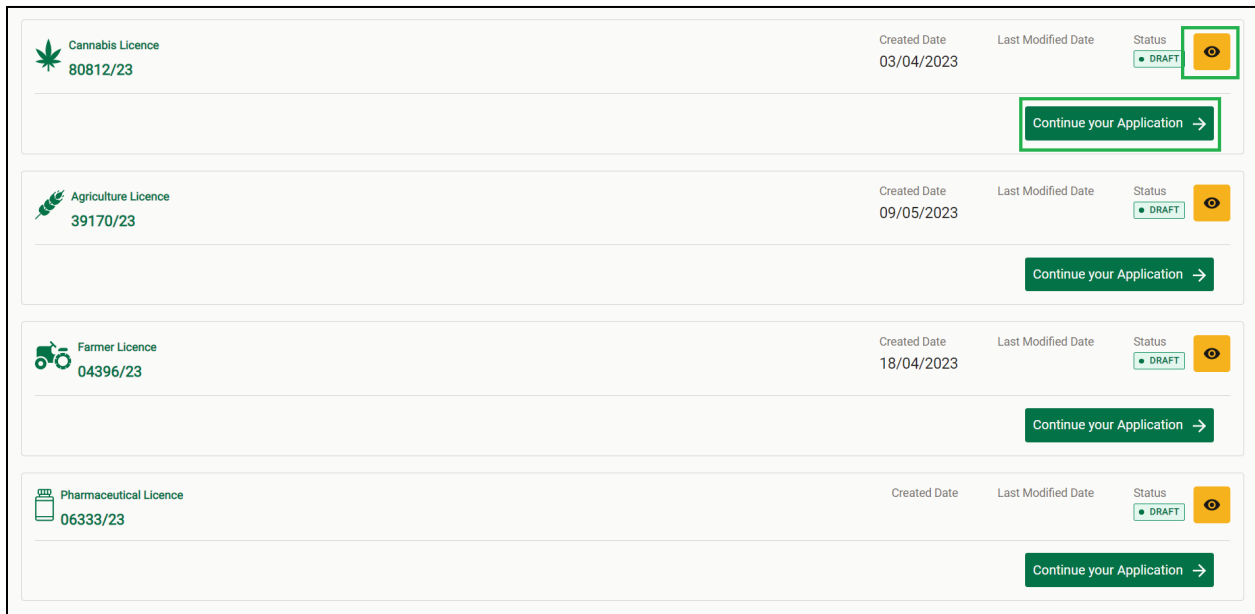 Cannabis Licence
80812/23
Created Date
03/04/2023
Last Modified Date
Status
DRAFT
Continue your Application
Agriculture Licence
39170/23
Created Date
09/05/2023
Last Modified Date
Status
DRAFT
Continue your Application
Farmer Licence
04396/23
Created Date
18/04/2023
Last Modified Date
Status
DRAFT
Continue your Application
Pharmaceutical Licence
06333/23
Created Date
Last Modified Date
Status
DRAFT
Continue your Application